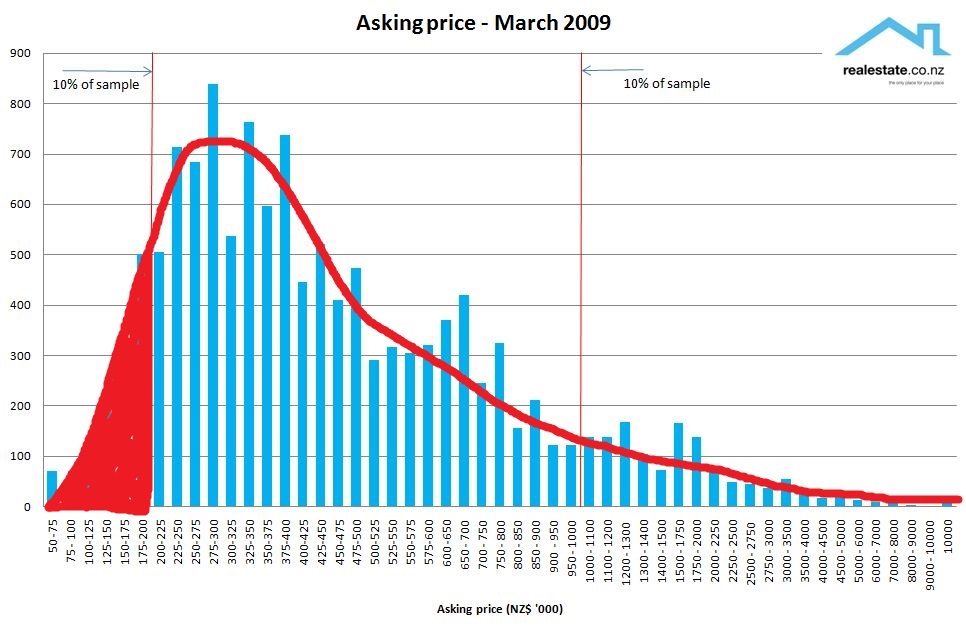 Asking price - March 2009
realestate.co.nz
the only place for your place
10% of sample
10% of sample
900
800
700
600
500
400
300
200
100
0
50 - 75
75 - 100
100-125
125-150
150-175
175-200
200-225
225-250
250-275
275-300
300-325
325-350
350-375
375-400
400-425
425-450
450-475
475-500
500-525
525-550
550-575
575-600
600-650
650 - 700
700 - 750
750-800
800-850
850 - 900
900 - 950
950 - 1000
1000 - 1100
1100 - 1200
1200 - 1300
1300 - 1400
1400 - 1500
1500 - 1750
1750 - 2000
2000 - 2250
2250 - 2500
2500 - 2750
2750 - 3000
3000 - 3500
3500 - 4000
4000 - 4500
4500 - 5000
5000 - 6000
6000 - 7000
7000 - 8000
8000 - 9000
9000 - 10000
10000+
Asking price (NZ$ '000)